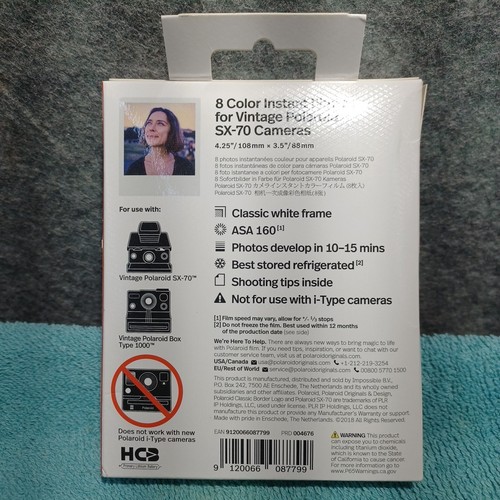 8 Color Instant
for Vintage Polaroid
SX-70 Cameras
4.25"/108mm × 3.5"/88mm
8 photos instantanées couleur pour appareils Polaroid SX-70
8 fotos instantáneas de color para cámaras Polaroid SX-70
8 foto istantanee a colori per fotocamere Polaroid SX-70
8 Sofortbilder in Farbe für Polaroid SX-70 Kameras
Polaroid SX-70 カメラインスタントカラーフィルム (8枚入)
Polaroid SX-70 相机一次成像彩色相纸(8张)
For use with:
Vintage Polaroid SX-70™
Vintage Polaroid Box
Type 1000™
Does not work with new
Polaroid i-Type cameras
Classic white frame
ASA 160[1]
Photos develop in 10–15 mins
Best stored refrigerated[2]
Shooting tips inside
Not for use with i-Type cameras
[1] Film speed may vary, allow for +/- ⅓ stops
[2] Do not freeze the film. Best used within 12 months
of the production date (see side)
We're Here To Help. There are always new ways to bring magic to life
with Polaroid film. If you need tips, inspiration, or want to chat with our
customer service team, visit us at polaroidoriginals.com.
USA/Canada usa@polaroidoriginals.com +1-212-219-3254
EU/Rest of World service@polaroidoriginals.com 00800 5770 1500
This product is manufactured, distributed and sold by Impossible B.V.,
P.O. Box 242, 7500 AE Enschede, The Netherlands and its wholly owned
subsidiaries and other affiliates. Polaroid, Polaroid Originals & Design,
Polaroid Classic Border Logo and Polaroid SX-70 are trademarks of PLR
IP Holdings, LLC, used under license. PLR IP Holdings, LLC does not
manufacture this product or provide any Manufacturer's Warranty or support.
Made with pride in Enschede, The Netherlands. ©2018 All Rights Reserved.
EAN 9120066087799 PRD 004676
9 120066 087799
WARNING This product
can expose you to chemicals
including titanium dioxide,
which is known to the State
of California to cause cancer.
For more information go to
www.P65Warnings.ca.gov